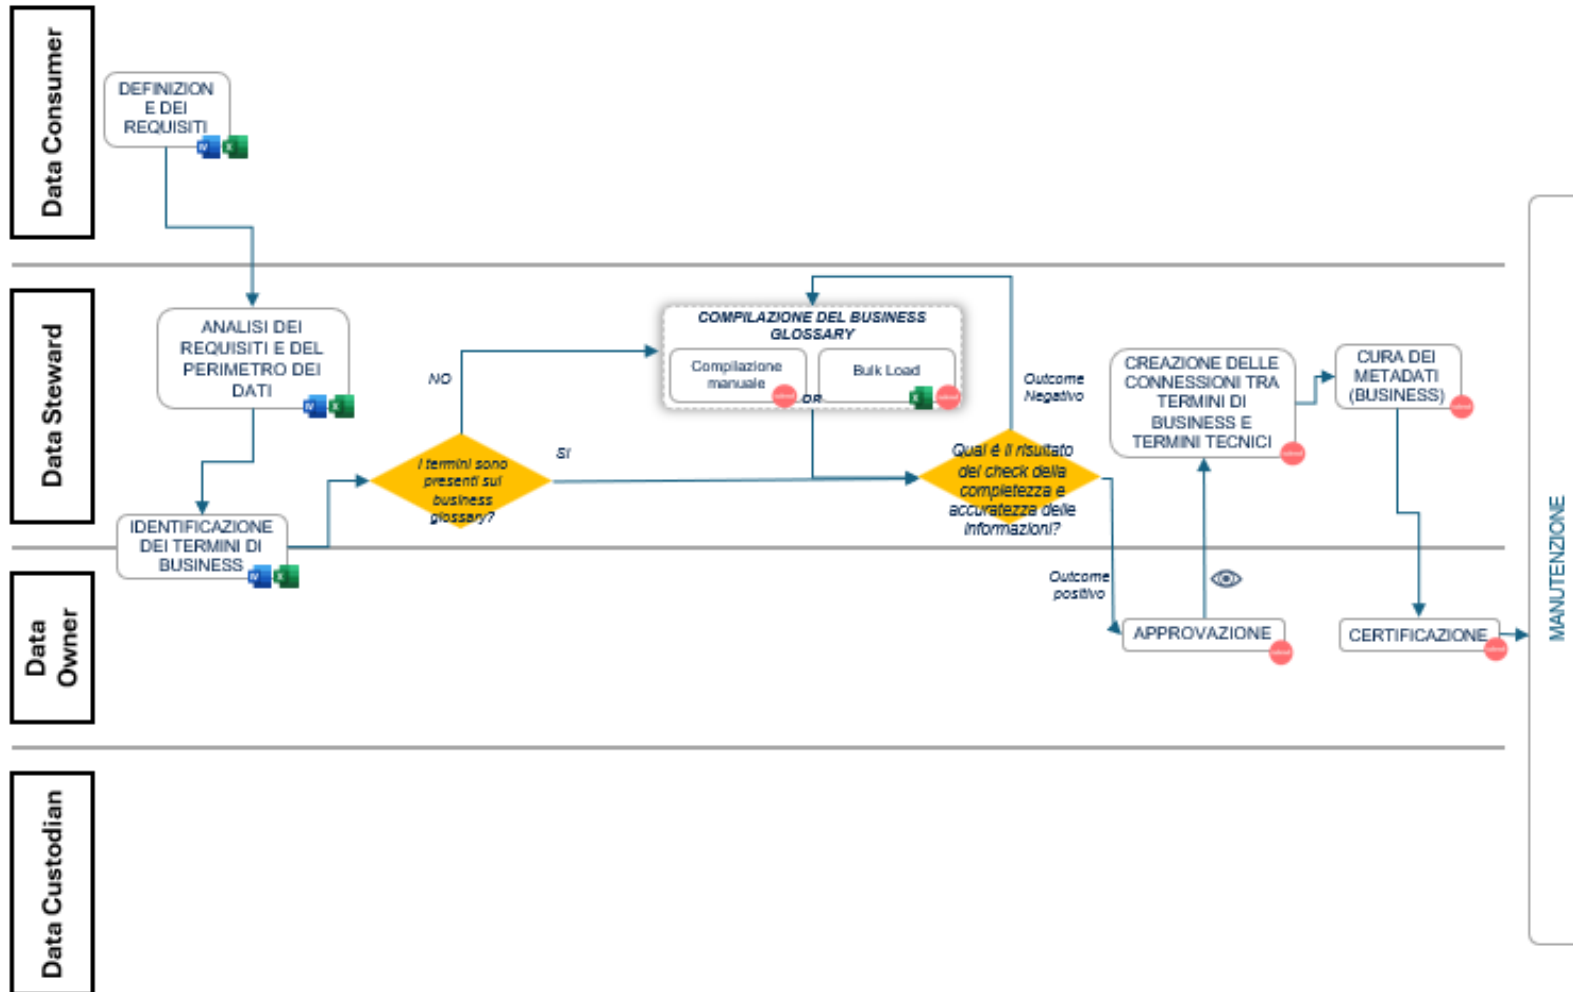 Data Consumer
DEFINIZION
E DEI
REQUISITI
Data Steward
ANALISI DEI
REQUISITI E DEL
PERIMETRO DEI
DATI
IDENTIFICAZIONE
DEI TERMINI DI
BUSINESS
I termini sono
presenti sul
business
glossary?
NO
SI
COMPILAZIONE DEL BUSINESS
GLOSSARY
Compilazione
manuale
OR
Bulk Load
Qual è il risultato
del check della
completezza e
accuratezza delle
informazioni?
Outcome
Negativo
Outcome
positivo
CREAZIONE DELLE
CONNESSIONI TRA
TERMINI DI
BUSINESS E
TERMINI TECNICI
CURA DEI
METADATI
(BUSINESS)
Data
Owner
APPROVAZIONE
CERTIFICAZIONE
Data Custodian
MANUTENZIONE